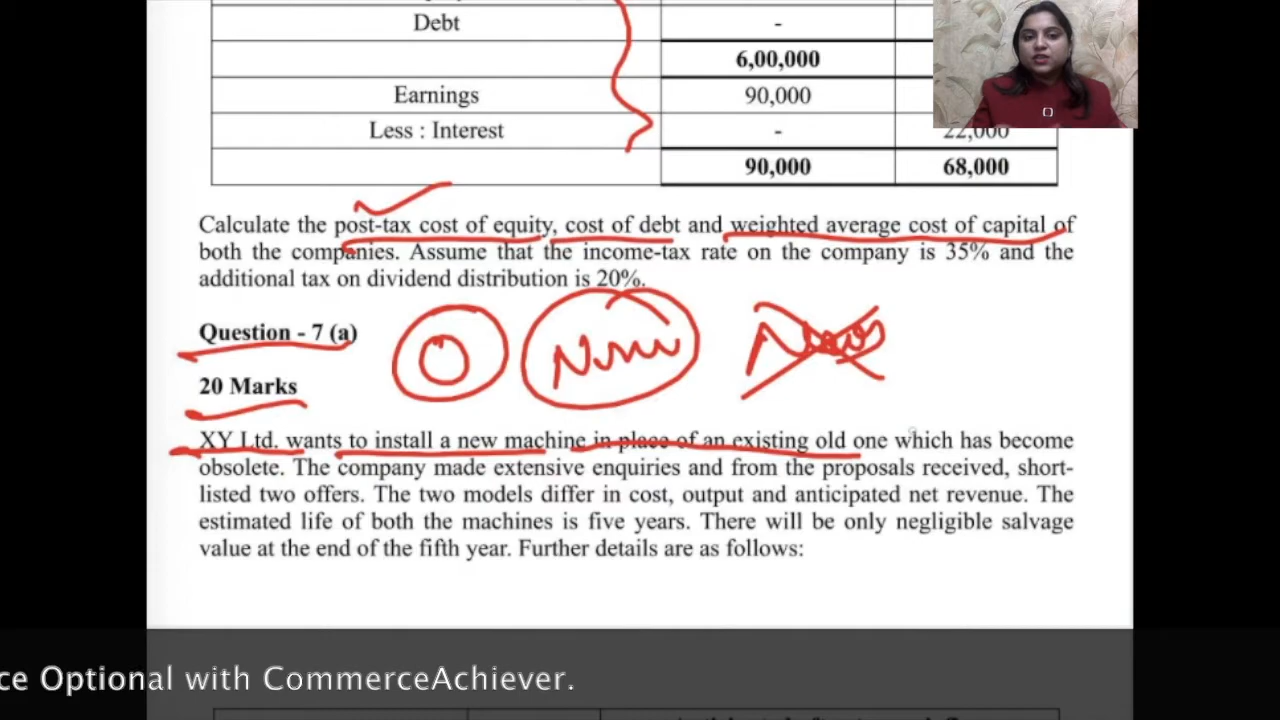 Debt -
6,00,000
Earnings 90,000
Less : Interest - 22,000
90,000 68,000
Calculate the post-tax cost of equity, cost of debt and weighted average cost of capital of
both the companies. Assume that the income-tax rate on the company is 35% and the
additional tax on dividend distribution is 20%.
Question - 7 (a)
20 Marks
XY Ltd. wants to install a new machine in place of an existing old one which has become
obsolete. The company made extensive enquiries and from the proposals received, short-
listed two offers. The two models differ in cost, output and anticipated net revenue. The
estimated life of both the machines is five years. There will be only negligible salvage
value at the end of the fifth year. Further details are as follows:
ce Optional with CommerceAchiever.